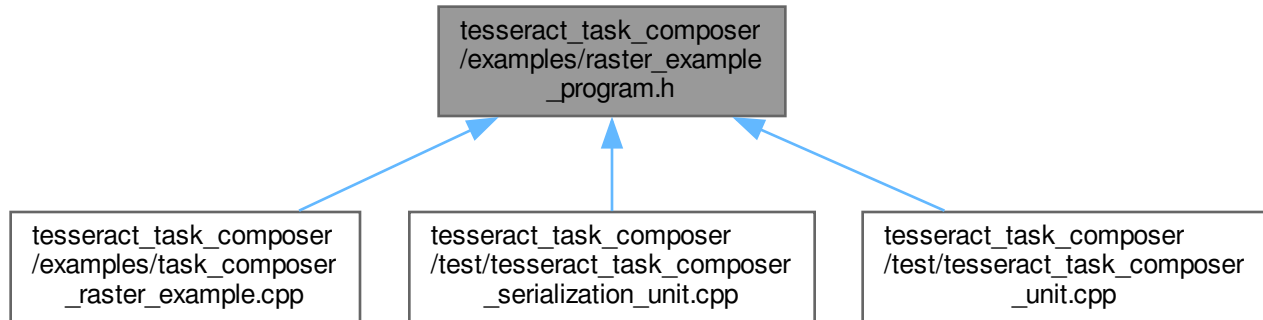 tesseract_task_composer
/examples/raster_example
_program.h
tesseract_task_composer
/examples/task_composer
_raster_example.cpp
tesseract_task_composer
/test/tesseract_task_composer
_serialization_unit.cpp
tesseract_task_composer
/test/tesseract_task_composer
_unit.cpp